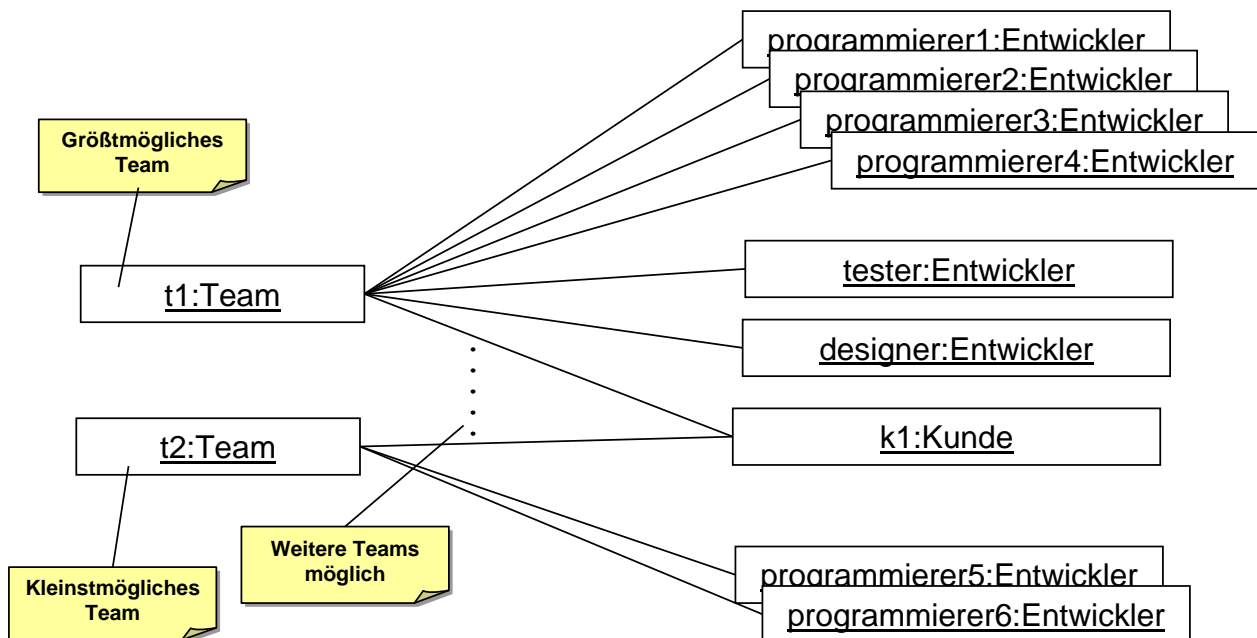 programmierer1:Entwickler
programmierer2:Entwickler
programmierer3:Entwickler
programmierer4:Entwickler
Größtmögliches
Team
t1:Team
tester:Entwickler
designer:Entwickler
t2:Team
k1:Kunde
Weitere Teams
möglich
Kleinstmögliches
Team
programmierer5:Entwickler
programmierer6:Entwickler